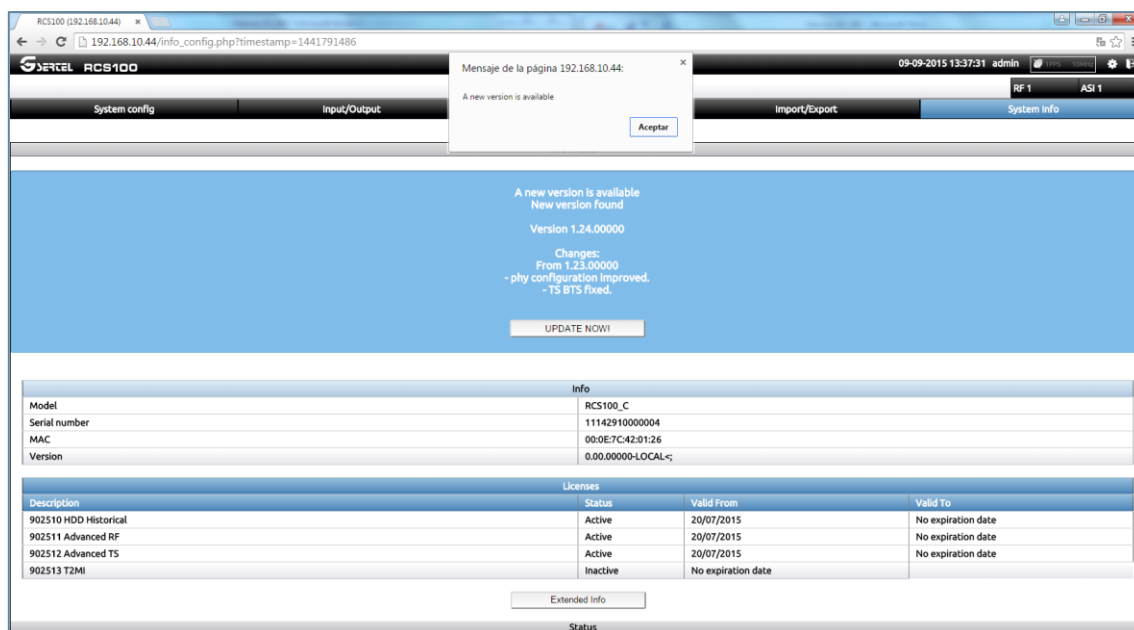 RCS100 (192.168.10.44) ×
192.168.10.44/info_config.php?timestamp=1441791486
SERTEL RCS100
09-09-2015 13:37:31 admin 1PPS 10MHz
Mensaje de la página 192.168.10.44: ×
A new version is available
Aceptar
RF 1 ASI 1
System config Input/Output Import/Export System Info
A new version is available
New version found
Version 1.24.00000
Changes:
From 1.23.00000
- phy configuration improved.
- TS BTS fixed.
UPDATE NOW!
Info
Model RCS100_C
Serial number 11142910000004
MAC 00:0E:7C:42:01:26
Version 0.00.00000-LOCAL<;
Licenses
Description Status Valid From Valid To
902510 HDD Historical Active 20/07/2015 No expiration date
902511 Advanced RF Active 20/07/2015 No expiration date
902512 Advanced TS Active 20/07/2015 No expiration date
902513 T2MI Inactive No expiration date
Extended Info
Status